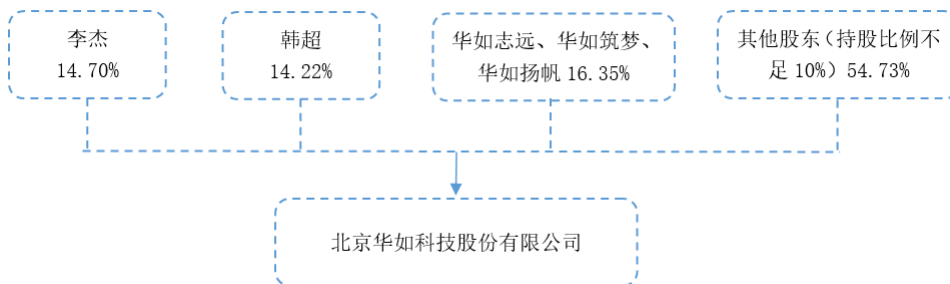 李杰
14.70%
韩超
14.22%
华如志远、华如筑梦、
华如扬帆 16.35%
其他股东（持股比例不
足 10%）54.73%
北京华如科技股份有限公司